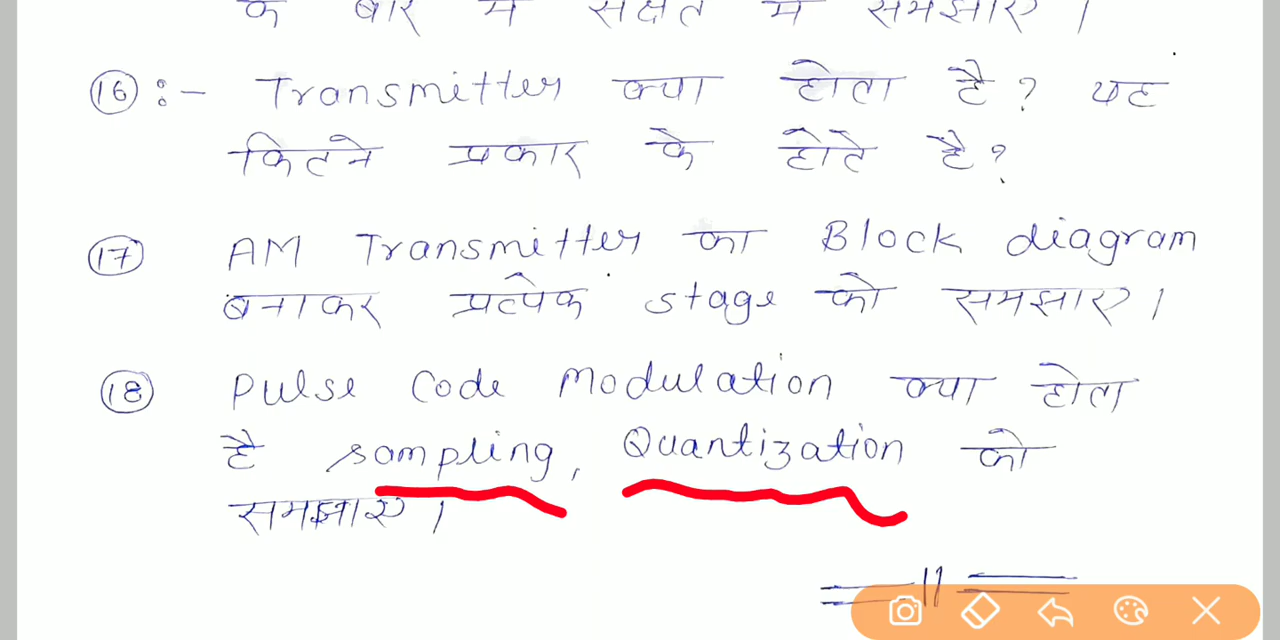 के बारे में संक्षेप में समझाए ।
(16) :- Transmitter क्या होता है ? यह
कितने प्रकार के होते है ?
(17) AM Transmitter का Block diagram
बनाकर प्रत्येक stage को समझाए ।
(18) Pulse Code Modulation क्या होता
है sampling, Quantization को
समझाए ।